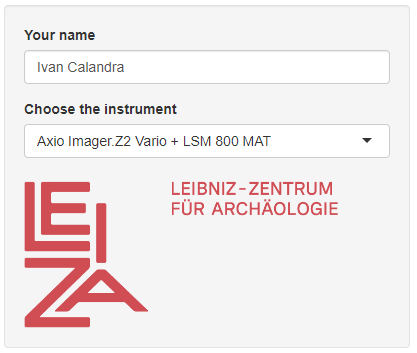 Your name
Ivan Calandra
Choose the instrument
Axio Imager.Z2 Vario + LSM 800 MAT
LEIZA
LEIBNIZ-ZENTRUM
FÜR ARCHÄOLOGIE